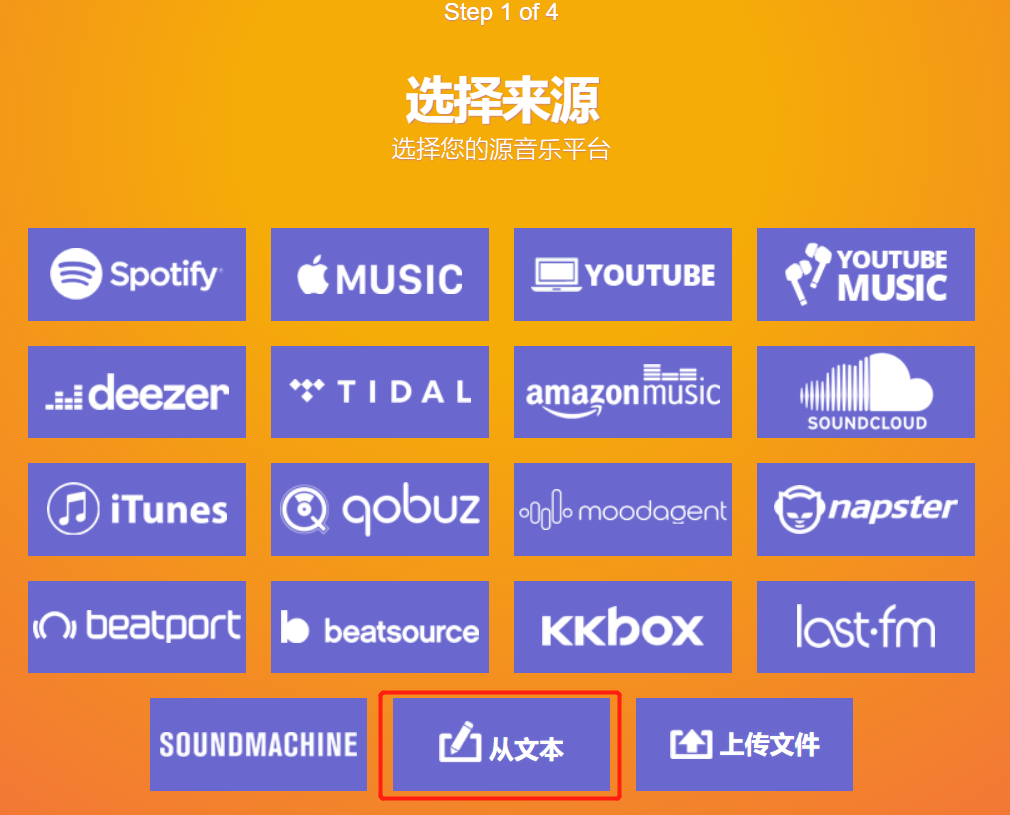 Step 1 of 4
选择来源
选择您的源音乐平台
Spotify
MUSIC
YOUTUBE
YOUTUBE
MUSIC
deezer
TIDAL
amazon music
SOUNDCLOUD
iTunes
qobuz
moodagent
napster
beatport
beatsource
KKbox
last.fm
SOUNDMACHINE
从文本
上传文件